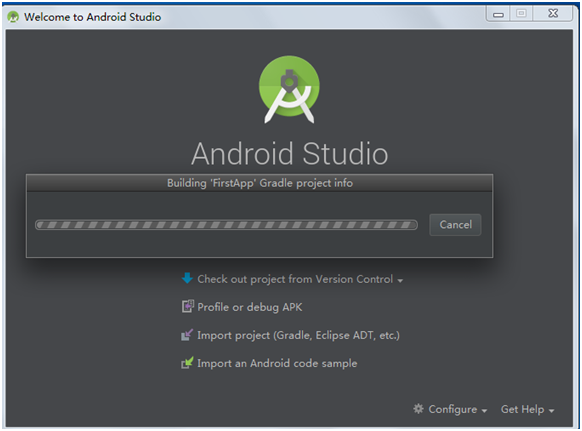 Welcome to Android Studio
Android Studio
Building 'FirstApp' Gradle project info
Cancel
Check out project from Version Control
Profile or debug APK
Import project (Gradle, Eclipse ADT, etc.)
Import an Android code sample
Configure
Get Help